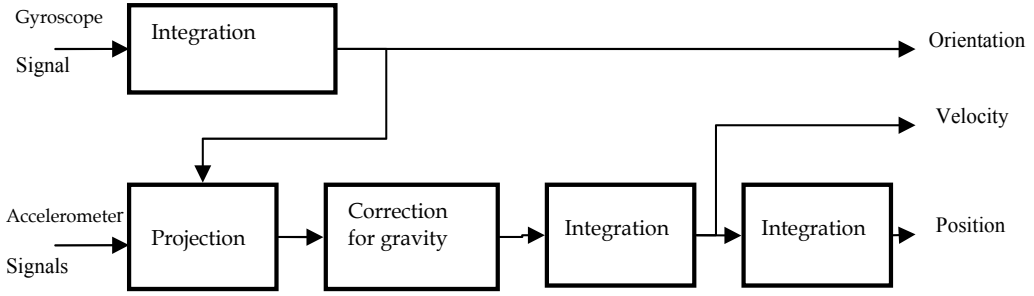 Gyroscope
Signal
Integration
Orientation
Velocity
Accelerometer
Signals
Projection
Correction
for gravity
Integration
Integration
Position